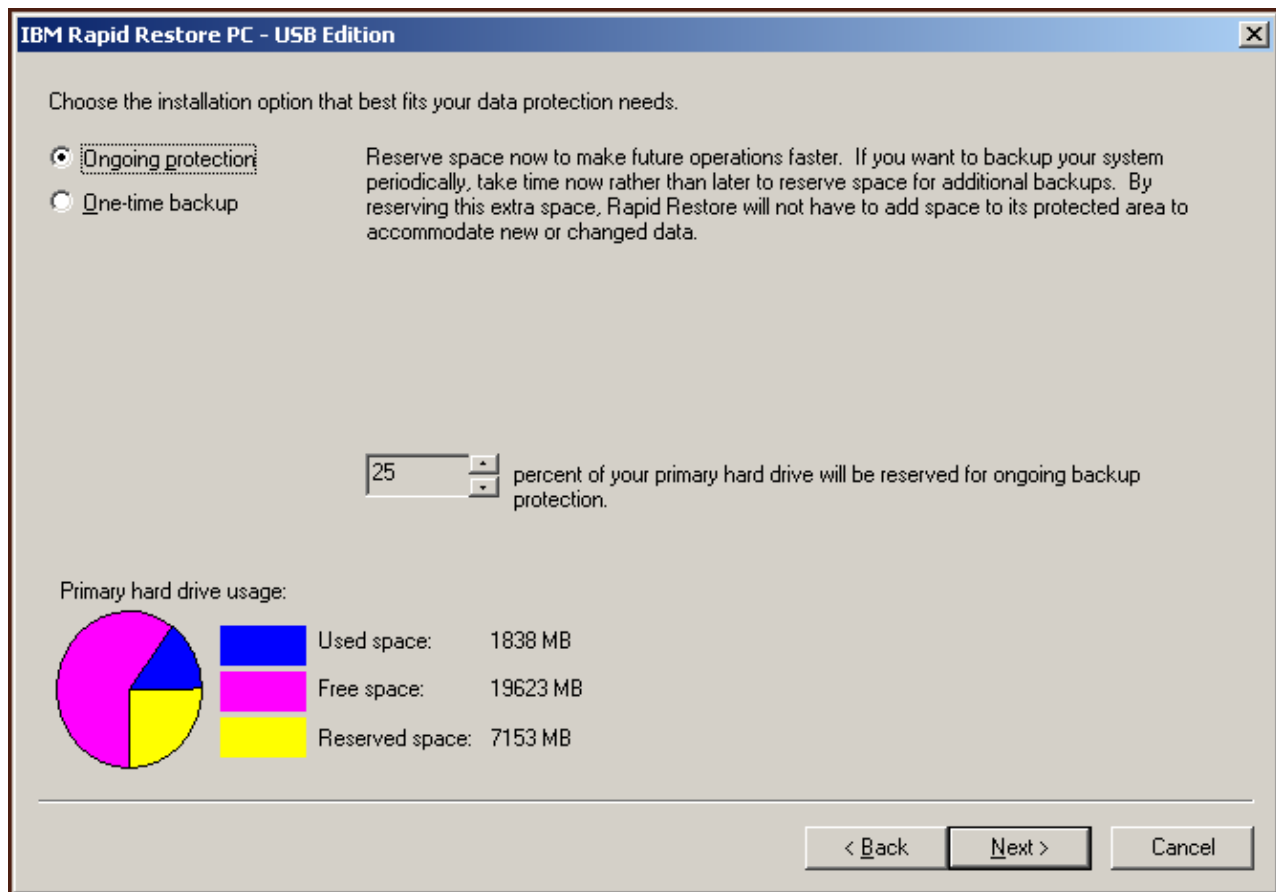 IBM Rapid Restore PC - USB Edition
Choose the installation option that best fits your data protection needs.
Ongoing protection
One-time backup
Reserve space now to make future operations faster.  If you want to backup your system
periodically, take time now rather than later to reserve space for additional backups.  By
reserving this extra space, Rapid Restore will not have to add space to its protected area to
accommodate new or changed data.
25
percent of your primary hard drive will be reserved for ongoing backup
protection.
Primary hard drive usage:
Used space: 1838 MB
Free space: 19623 MB
Reserved space: 7153 MB
< Back Next > Cancel